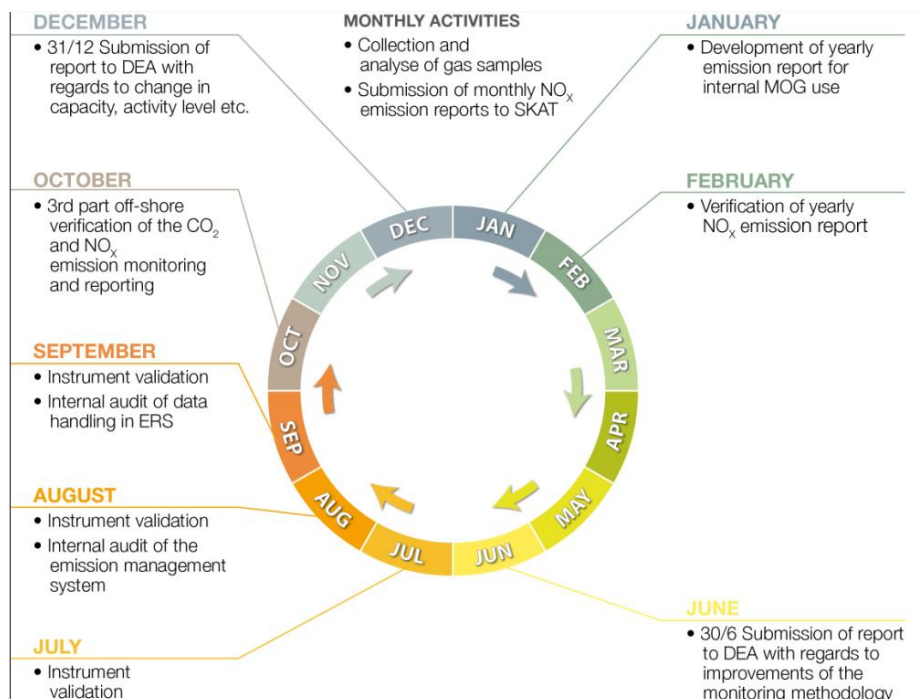 DECEMBER
• 31/12 Submission of
report to DEA with
regards to change in
capacity, activity level etc.
MONTHLY ACTIVITIES
• Collection and
analyse of gas samples
• Submission of monthly NOX
emission reports to SKAT
JANUARY
• Development of yearly
emission report for
internal MOG use
OCTOBER
• 3rd part off-shore
verification of the CO2
and NOX
emission monitoring
and reporting
FEBRUARY
• Verification of yearly
NOX emission report
SEPTEMBER
• Instrument validation
• Internal audit of data
handling in ERS
AUGUST
• Instrument validation
• Internal audit of the
emission management
system
JULY
• Instrument
validation
JUNE
• 30/6 Submission of report
to DEA with regards to
improvements of the
monitoring methodology
JAN
FEB
MAR
APR
MAY
JUN
JUL
AUG
SEP
OCT
NOV
DEC